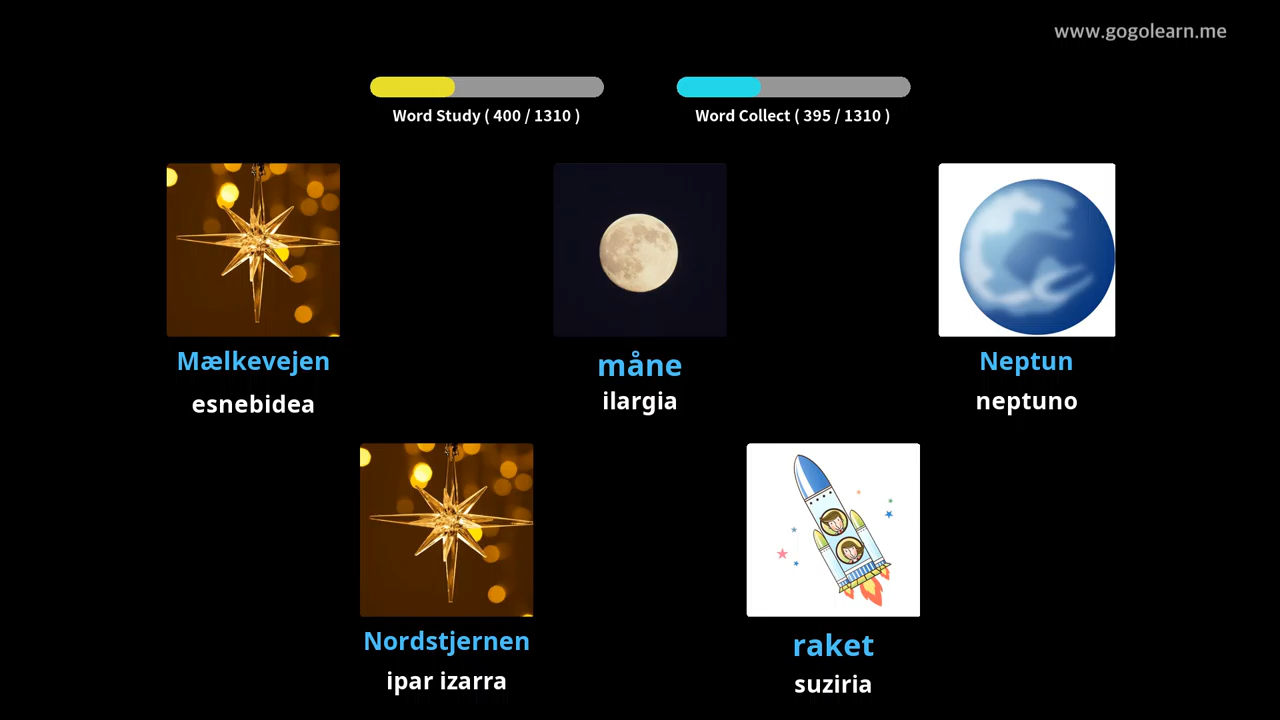 www.gogolearn.me
Word Study ( 400 / 1310 )
Word Collect ( 395 / 1310 )
Mælkevejen
esnebidea
måne
ilargia
Neptun
neptuno
Nordstjernen
ipar izarra
raket
suziria